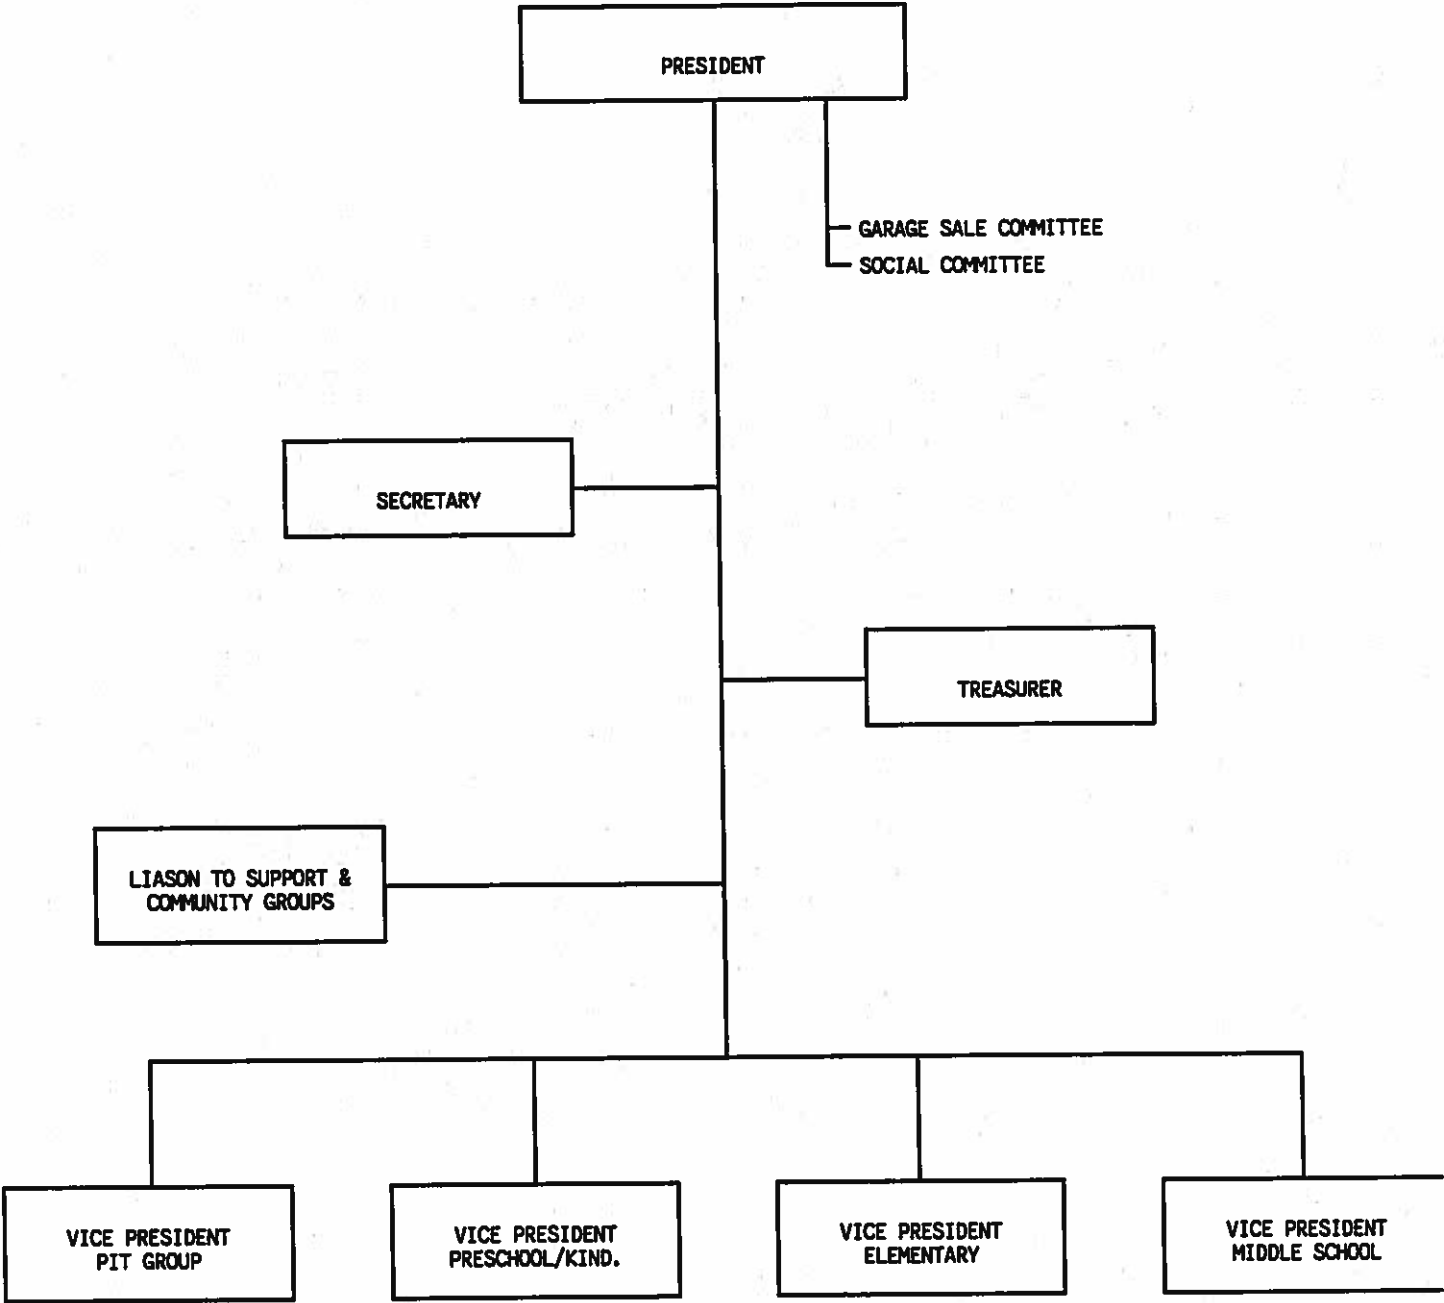 PRESIDENT
GARAGE SALE COMMITTEE
SOCIAL COMMITTEE
SECRETARY
TREASURER
LIASON TO SUPPORT &
COMMUNITY GROUPS
VICE PRESIDENT
PIT GROUP
VICE PRESIDENT
PRESCHOOL/KIND.
VICE PRESIDENT
ELEMENTARY
VICE PRESIDENT
MIDDLE SCHOOL